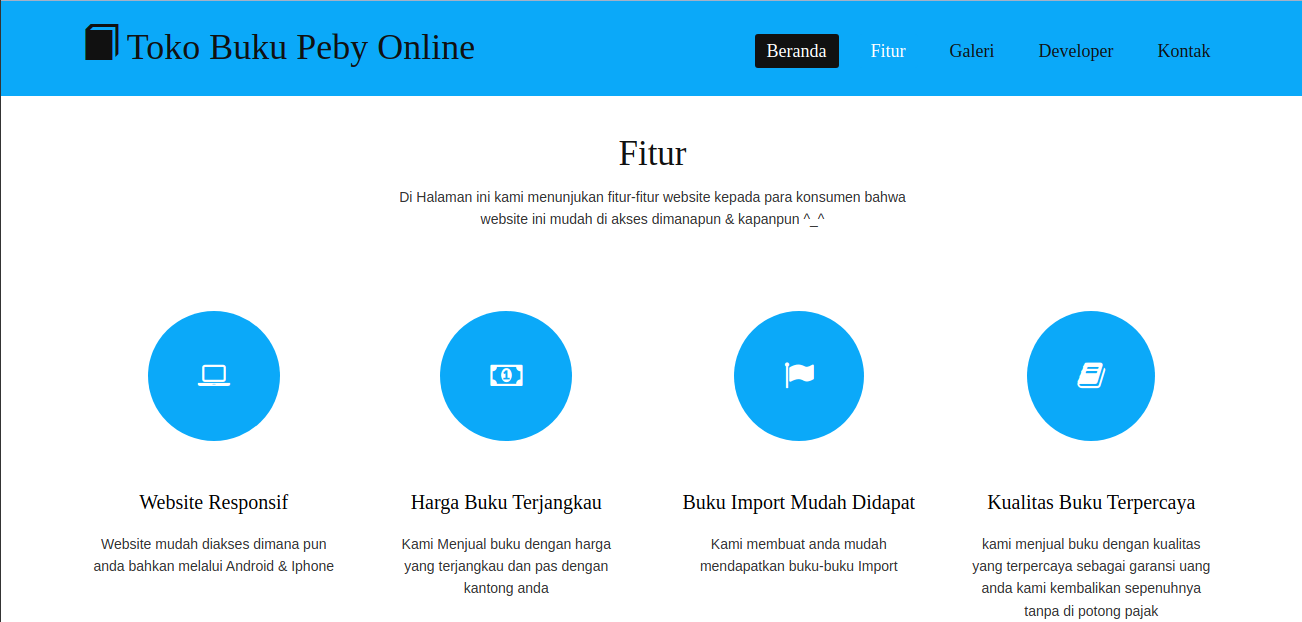 Toko Buku Peby Online
Beranda
Fitur
Galeri
Developer
Kontak
Fitur
Di Halaman ini kami menunjukan fitur-fitur website kepada para konsumen bahwa
website ini mudah di akses dimanapun & kapanpun ^_^
1
Website Responsif
Website mudah diakses dimana pun
anda bahkan melalui Android & Iphone
Harga Buku Terjangkau
Kami Menjual buku dengan harga
yang terjangkau dan pas dengan
kantong anda
Buku Import Mudah Didapat
Kami membuat anda mudah
mendapatkan buku-buku Import
Kualitas Buku Terpercaya
kami menjual buku dengan kualitas
yang terpercaya sebagai garansi uang
anda kami kembalikan sepenuhnya
tanpa di potong pajak